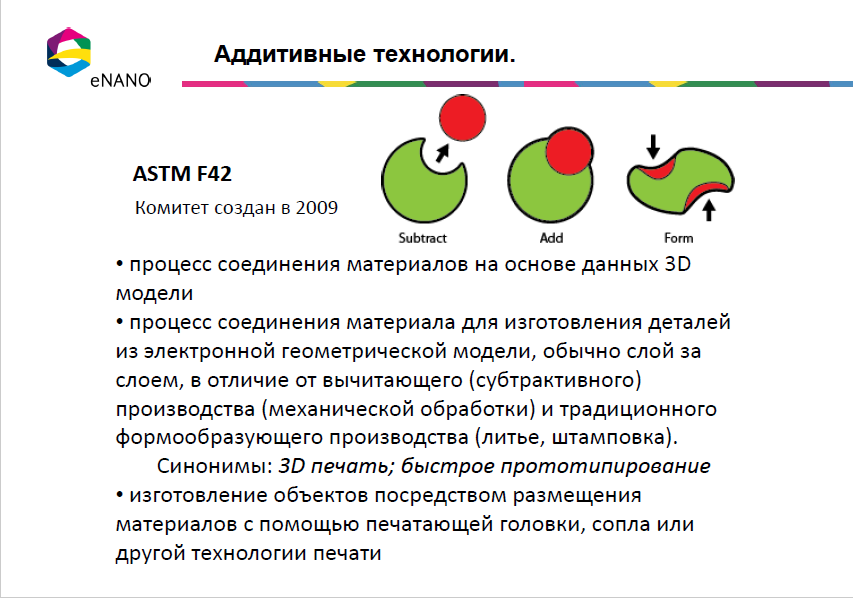 eNANO
Аддитивные технологии.
ASTM F42
Комитет создан в 2009
Subtract
Add
Form
• процесс соединения материалов на основе данных 3D
модели
• процесс соединения материала для изготовления деталей
из электронной геометрической модели, обычно слой за
слоем, в отличие от вычитающего (субтрактивного)
производства (механической обработки) и традиционного
формообразующего производства (литье, штамповка).
Синонимы: 3D печать; быстрое прототипирование
• изготовление объектов посредством размещения
материалов с помощью печатающей головки, сопла или
другой технологии печати